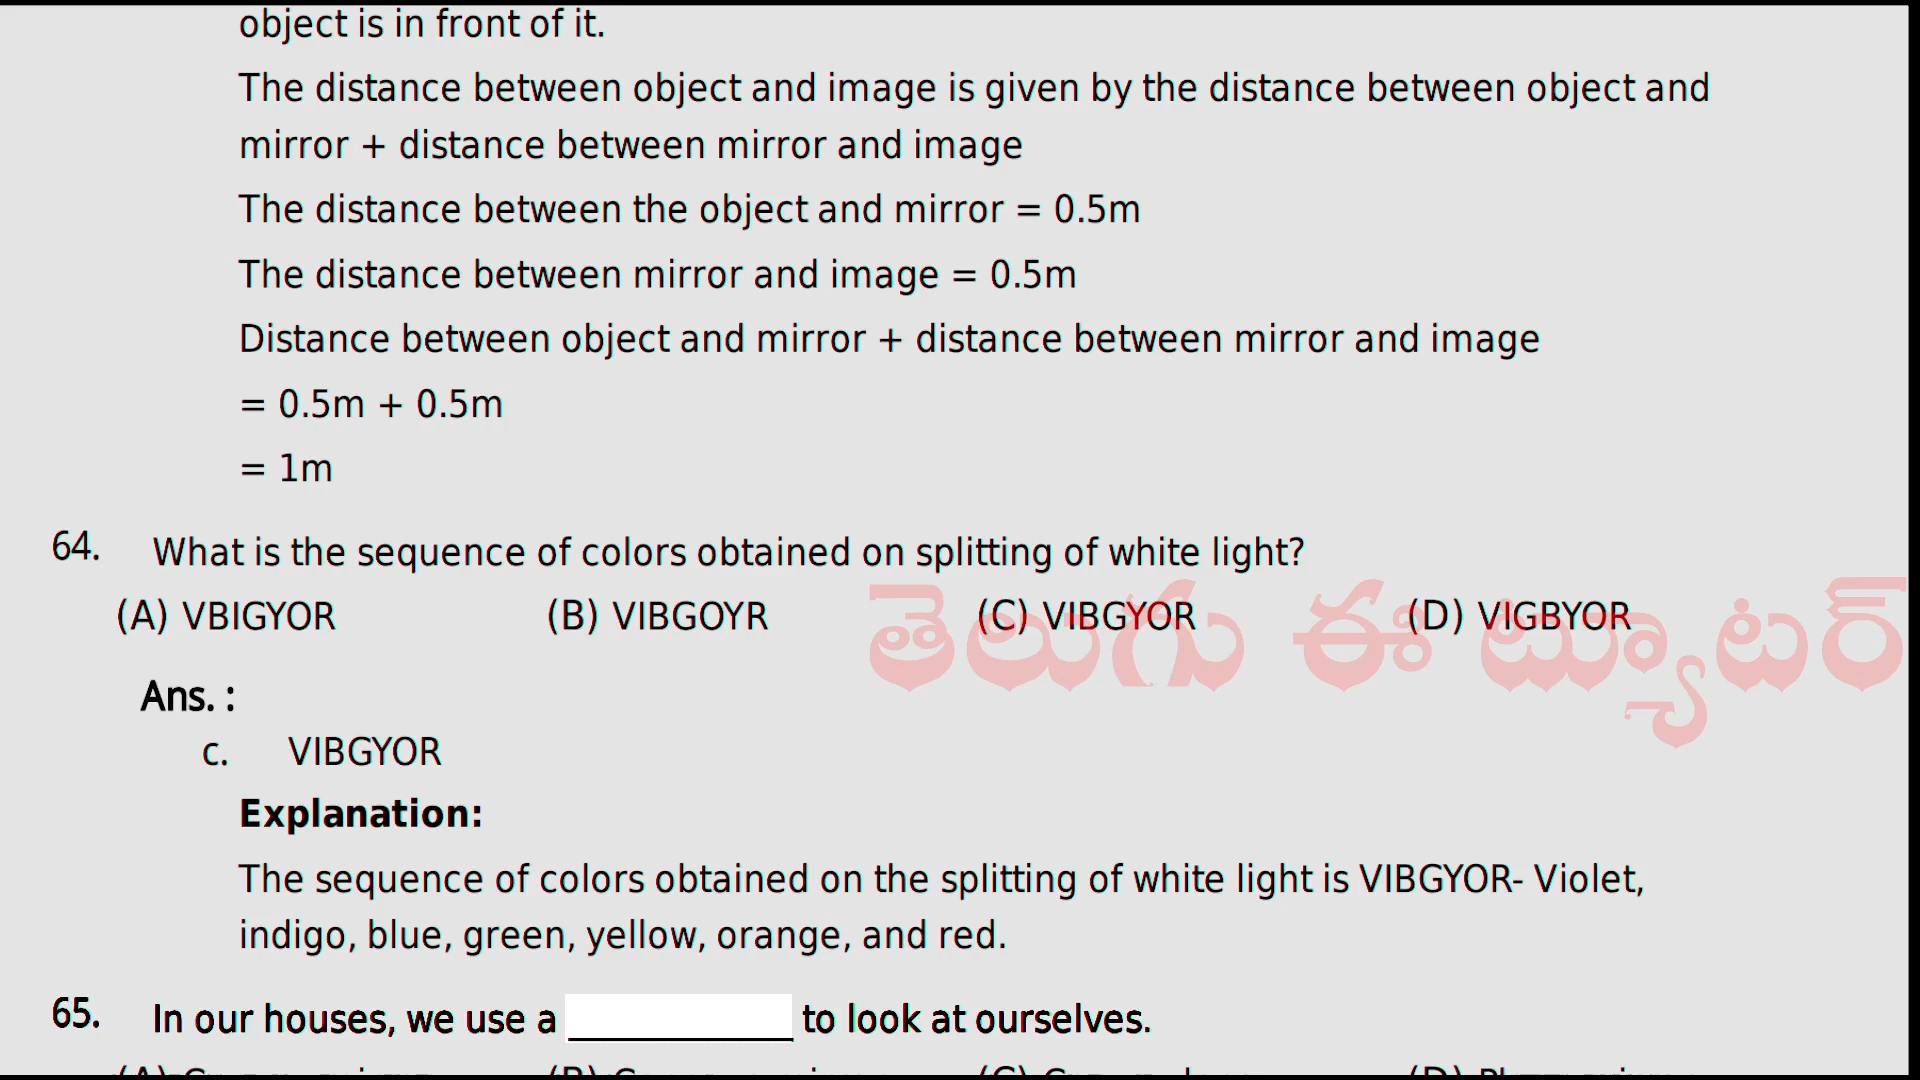 object is in front of it.
The distance between object and image is given by the distance between object and
mirror + distance between mirror and image
The distance between the object and mirror = 0.5m
The distance between mirror and image = 0.5m
Distance between object and mirror + distance between mirror and image
= 0.5m + 0.5m
= 1m
64. What is the sequence of colors obtained on splitting of white light?
(A) VBIGYOR (B) VIBGOYR (C) VIBGYOR (D) VIGBYOR
తెలుగు ఈ ట్యూటర్
Ans. :
c. VIBGYOR
Explanation:
The sequence of colors obtained on the splitting of white light is VIBGYOR- Violet,
indigo, blue, green, yellow, orange, and red.
65. In our houses, we use a __________ to look at ourselves.
(A) (B) (C) (D)